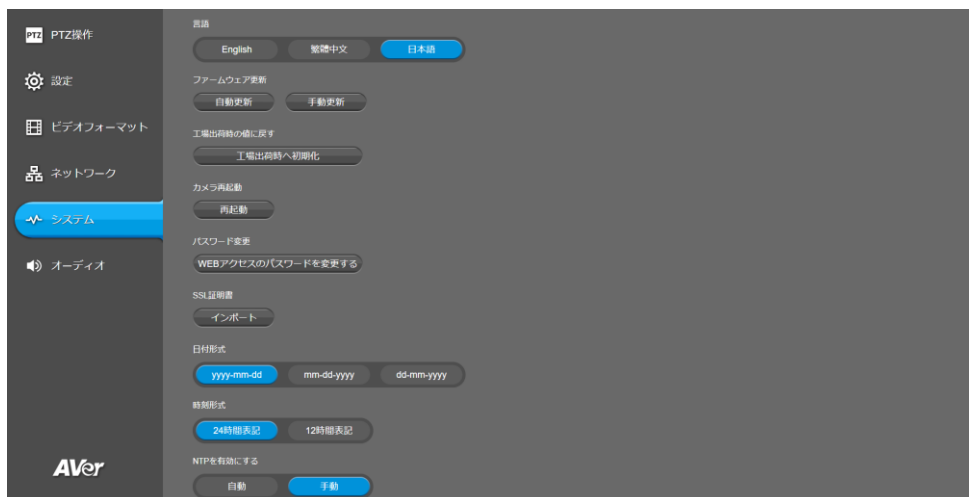 PTZ PTZ操作
設定
ビデオフォーマット
ネットワーク
システム
オーディオ
AVer
言語
English 繁體中文 日本語
ファームウェア更新
自動更新 手動更新
工場出荷時の値に戻す
工場出荷時へ初期化
カメラ再起動
再起動
パスワード変更
WEBアクセスのパスワードを変更する
SSL証明書
インポート
日付形式
yyyy-mm-dd mm-dd-yyyy dd-mm-yyyy
時刻形式
24時間表記 12時間表記
NTPを有効にする
自動 手動